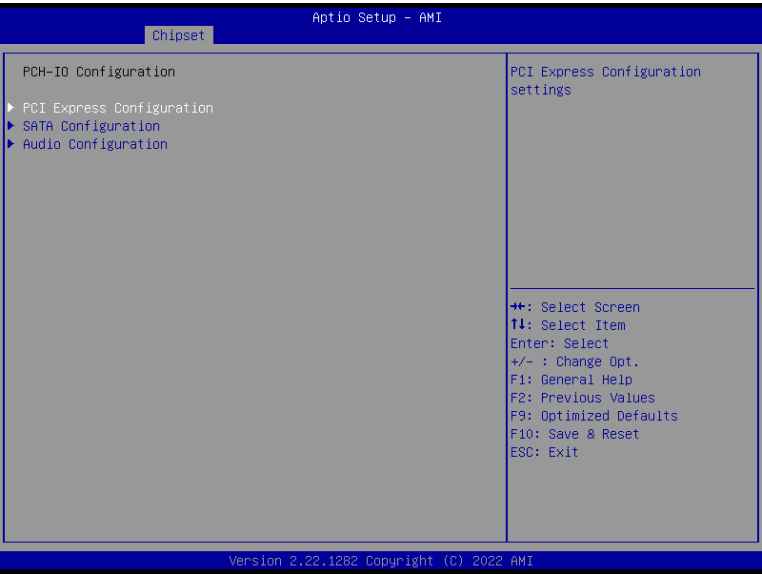 Aptio Setup – AMI
Chipset
PCH-IO Configuration
PCI Express Configuration
SATA Configuration
Audio Configuration
PCI Express Configuration
settings
→←: Select Screen
↑↓: Select Item
Enter: Select
+/- : Change Opt.
F1: General Help
F2: Previous Values
F9: Optimized Defaults
F10: Save & Reset
ESC: Exit
Version 2.22.1282 Copyright (C) 2022 AMI